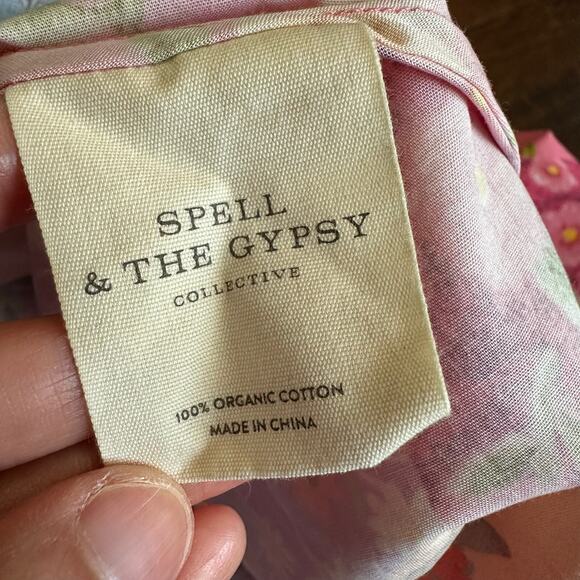 SPELL
& THE GYPSY
COLLECTIVE
100% ORGANIC COTTON
MADE IN CHINA